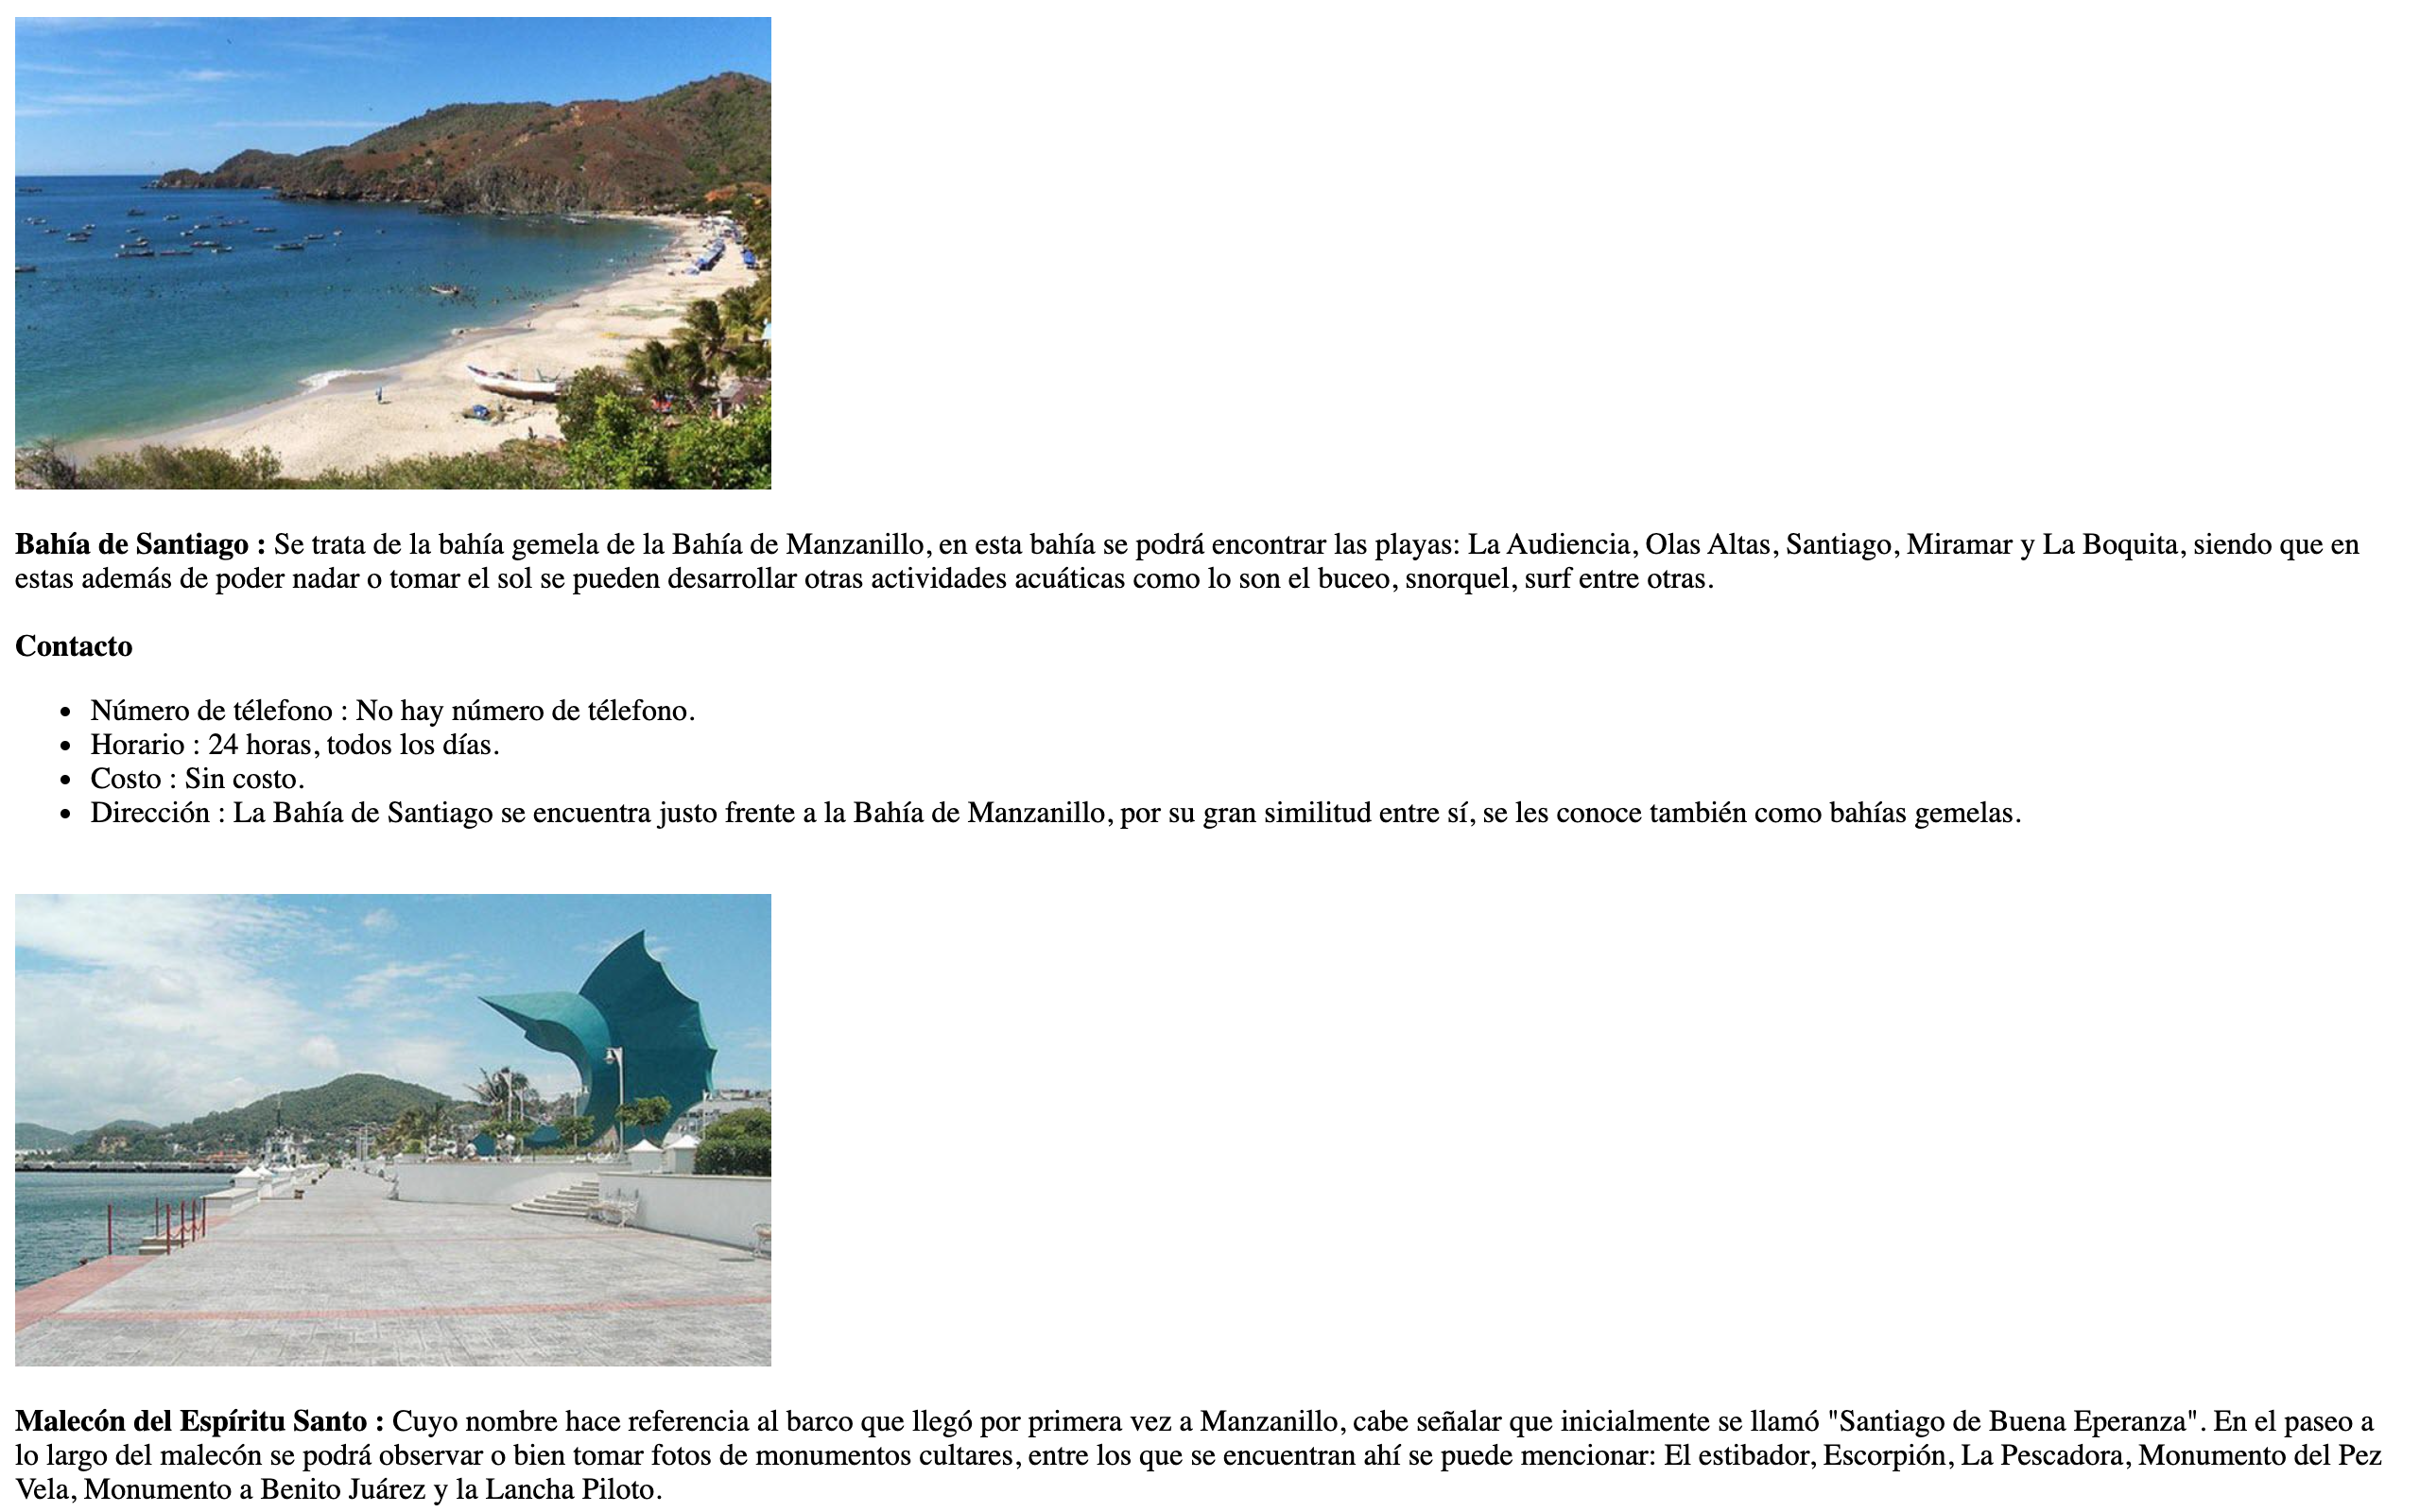 Bahía de Santiago : Se trata de la bahía gemela de la Bahía de Manzanillo, en esta bahía se podrá encontrar las playas: La Audiencia, Olas Altas, Santiago, Miramar y La Boquita, siendo que en
estas además de poder nadar o tomar el sol se pueden desarrollar otras actividades acuáticas como lo son el buceo, snorquel, surf entre otras.
Contacto
• Número de télefono : No hay número de télefono.
• Horario : 24 horas, todos los días.
• Costo : Sin costo.
• Dirección : La Bahía de Santiago se encuentra justo frente a la Bahía de Manzanillo, por su gran similitud entre sí, se les conoce también como bahías gemelas.
Malecón del Espíritu Santo : Cuyo nombre hace referencia al barco que llegó por primera vez a Manzanillo, cabe señalar que inicialmente se llamó "Santiago de Buena Eperanza". En el paseo a
lo largo del malecón se podrá observar o bien tomar fotos de monumentos cultares, entre los que se encuentran ahí se puede mencionar: El estibador, Escorpión, La Pescadora, Monumento del Pez
Vela, Monumento a Benito Juárez y la Lancha Piloto.